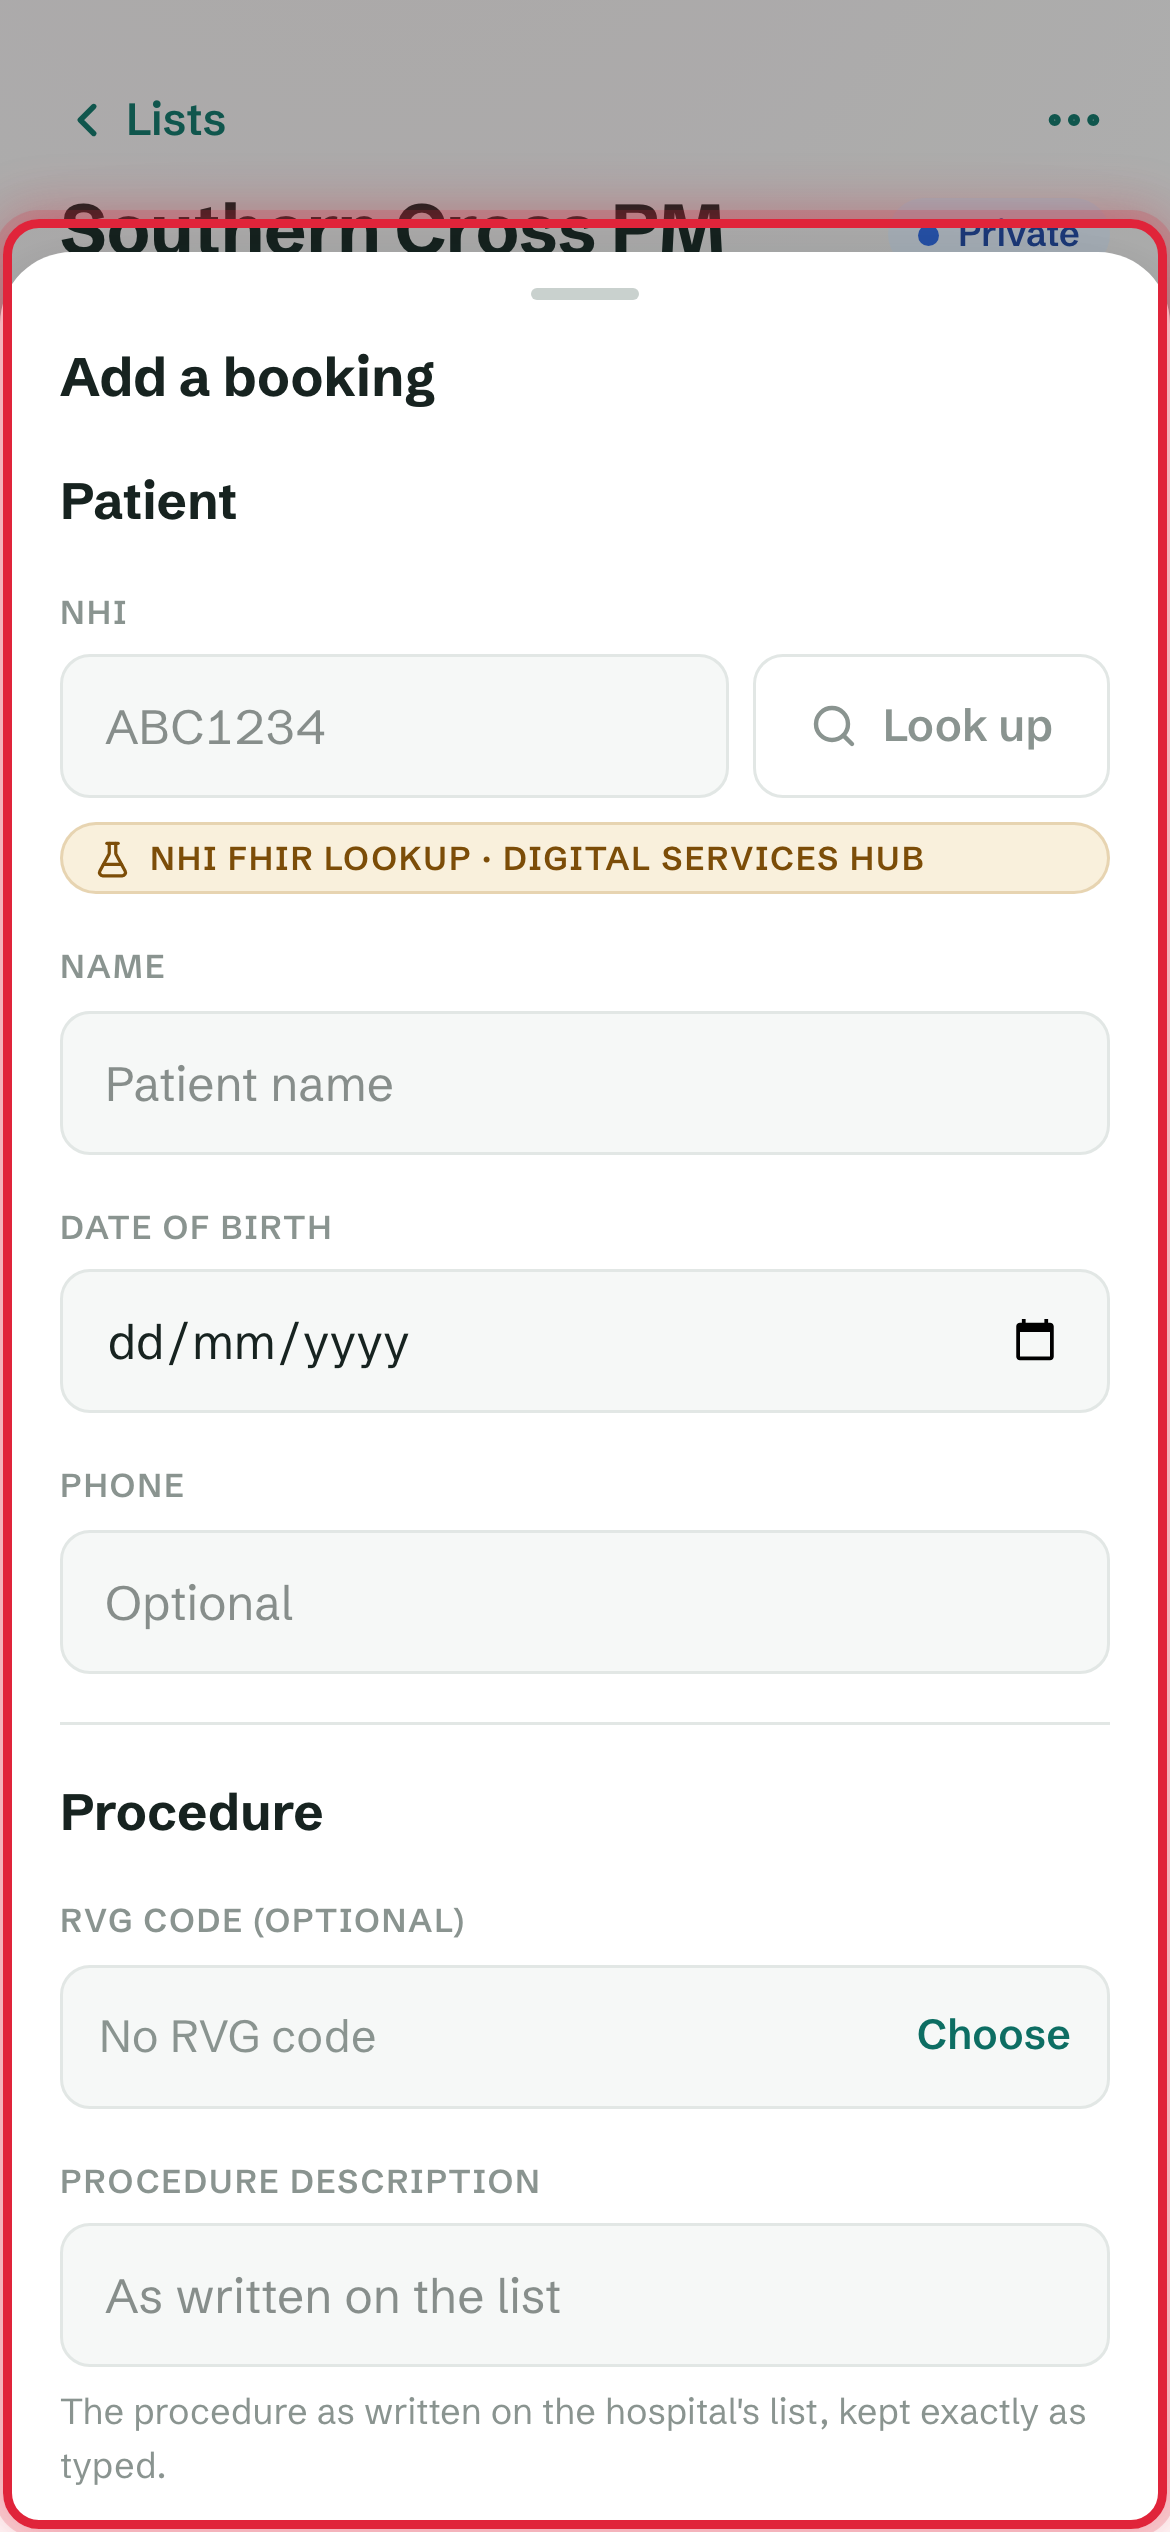 Lists
Southern Cross PM
Private
Add a booking
Patient
NHI
ABC1234
Look up
NHI FHIR LOOKUP · DIGITAL SERVICES HUB
NAME
Patient name
DATE OF BIRTH
dd/mm/yyyy
PHONE
Optional
Procedure
RVG CODE (OPTIONAL)
No RVG code
Choose
PROCEDURE DESCRIPTION
As written on the list
The procedure as written on the hospital's list, kept exactly as
typed.